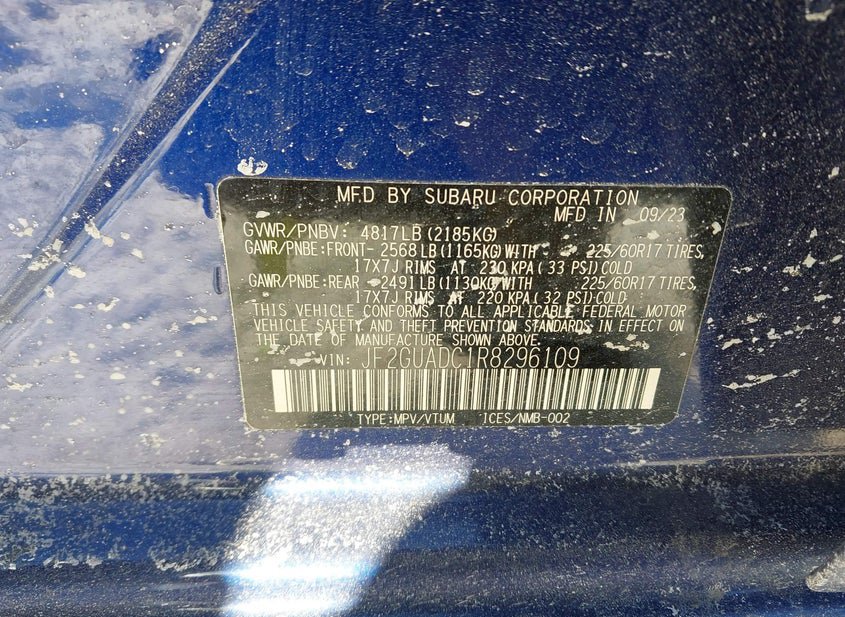 MFD BY SUBARU CORPORATION
MFD IN 09/23
GVWR/PNBV: 4817LB (2185KG)
GAWR/PNBE:FRONT- 2568 LB (1165KG) WITH 225/60R17 TIRES,
17X7J RIMS AT 230 KPA ( 33 PSI) COLD
GAWR/PNBE:REAR -2491 LB (1130KG) WITH 225/60R17 TIRES,
17X7J RIMS AT 220 KPA ( 32 PSI) COLD
THIS VEHICLE CONFORMS TO ALL APPLICABLE FEDERAL MOTOR
VEHICLE SAFETY AND THEFT PREVENTION STANDARDS IN EFFECT ON
THE DATE OF MANUFACTURE SHOWN ABOVE.
VIN: JF2GUADC1R8296109
TYPE:MPV/VTUM ICES/NMB-002